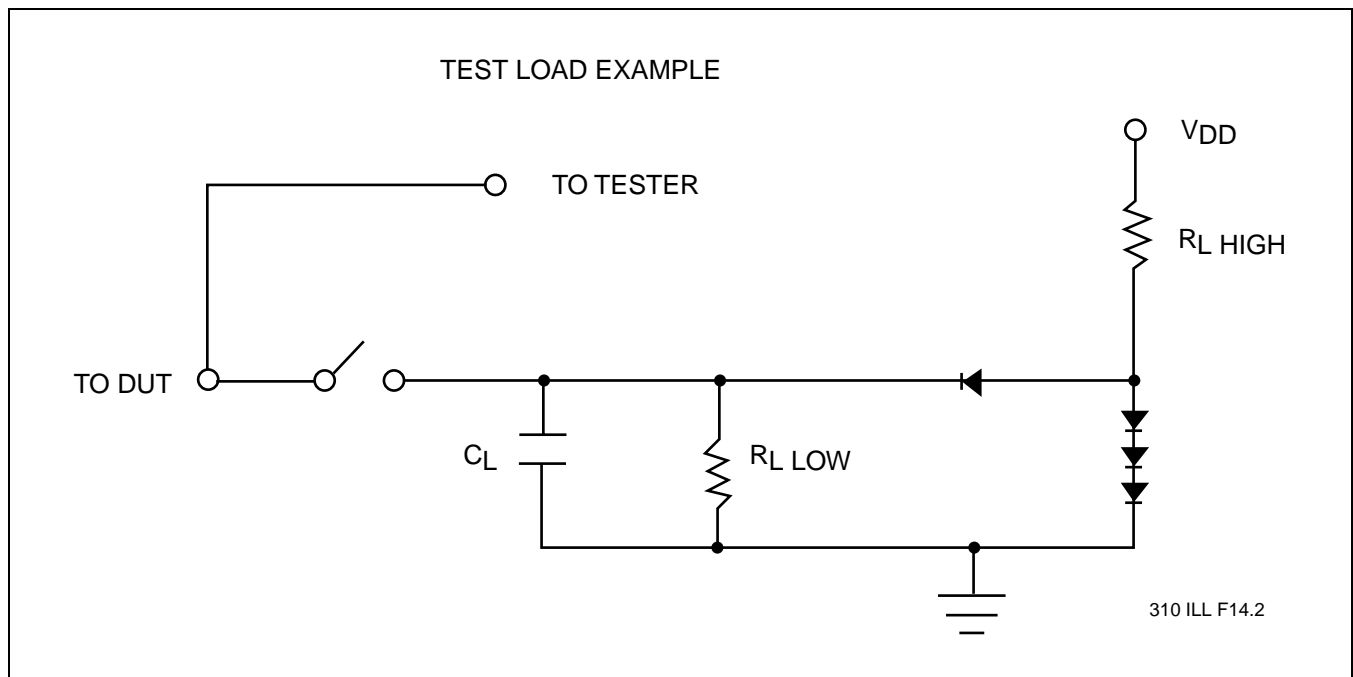 TEST LOAD EXAMPLE
VDD
TO TESTER
RL HIGH
TO DUT
CL
RL LOW
310 ILL F14.2